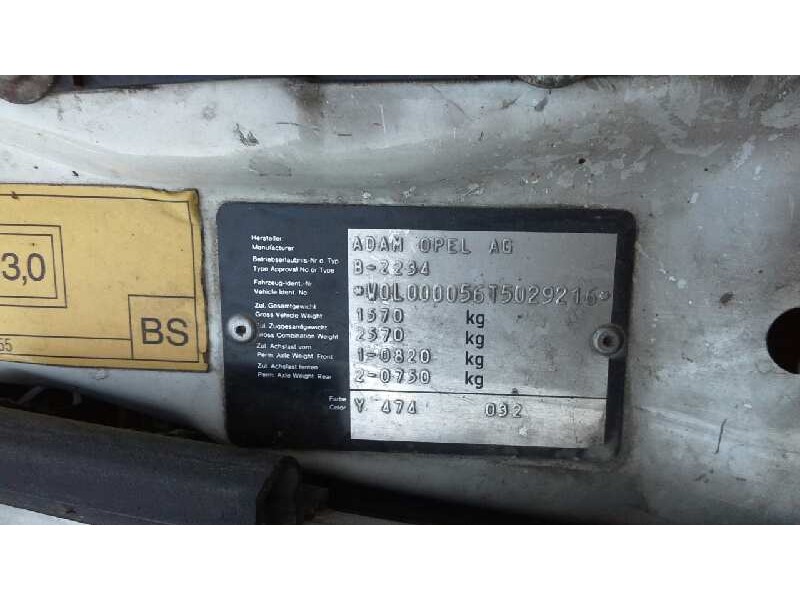 3,0
BS
55
Hersteller
Manufacturer
ADAM OPEL AG
Betriebserlaubnis-Nr o. Typ
Type Approval No or Type
B-2234
Fahrzeug-Ident.-Nr
Vehicle Ident. No
*W0L000056T5029216*
Zul. Gesamtgewicht
Gross Vehicle Weight
1570 kg
Zul. Zuggesamtgewicht
Gross Combination Weight
2570 kg
Zul. Achslast vorn
Perm. Axle Weight, Front
1-0820 kg
Zul. Achslast hinten
Perm. Axle Weight, Rear
2-0750 kg
Farbe
Color
Y 474 032